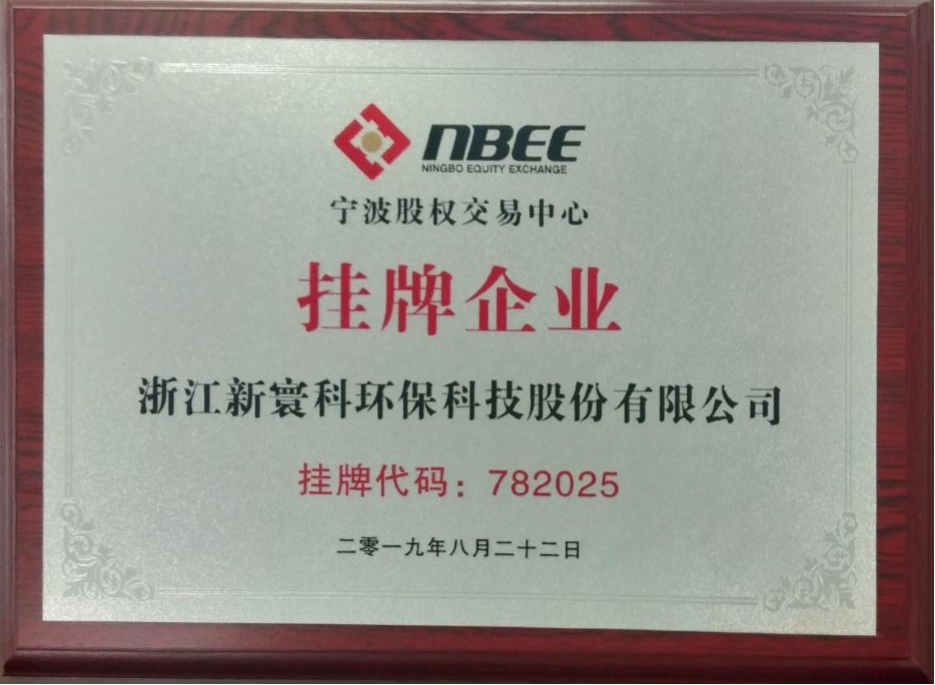 NBEE
NINGBO EQUITY EXCHANGE
宁波股权交易中心
挂牌企业
浙江新寰科环保科技股份有限公司
挂牌代码：782025
二零一九年八月二十二日